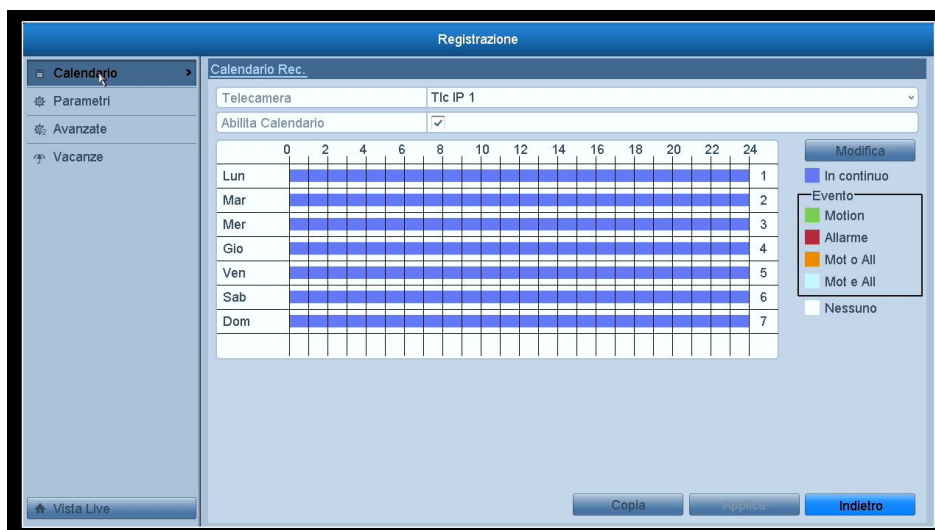 Registrazione
Calendario
Parametri
Avanzate
Vacanze
Vista Live
Calendario Rec.
Telecamera Tlc IP 1
Abilita Calendario
0 2 4 6 8 10 12 14 16 18 20 22 24
Lun 1
Mar 2
Mer 3
Gio 4
Ven 5
Sab 6
Dom 7
Modifica
In continuo
Evento
Motion
Allarme
Mot o All
Mot e All
Nessuno
Copia Applica Indietro